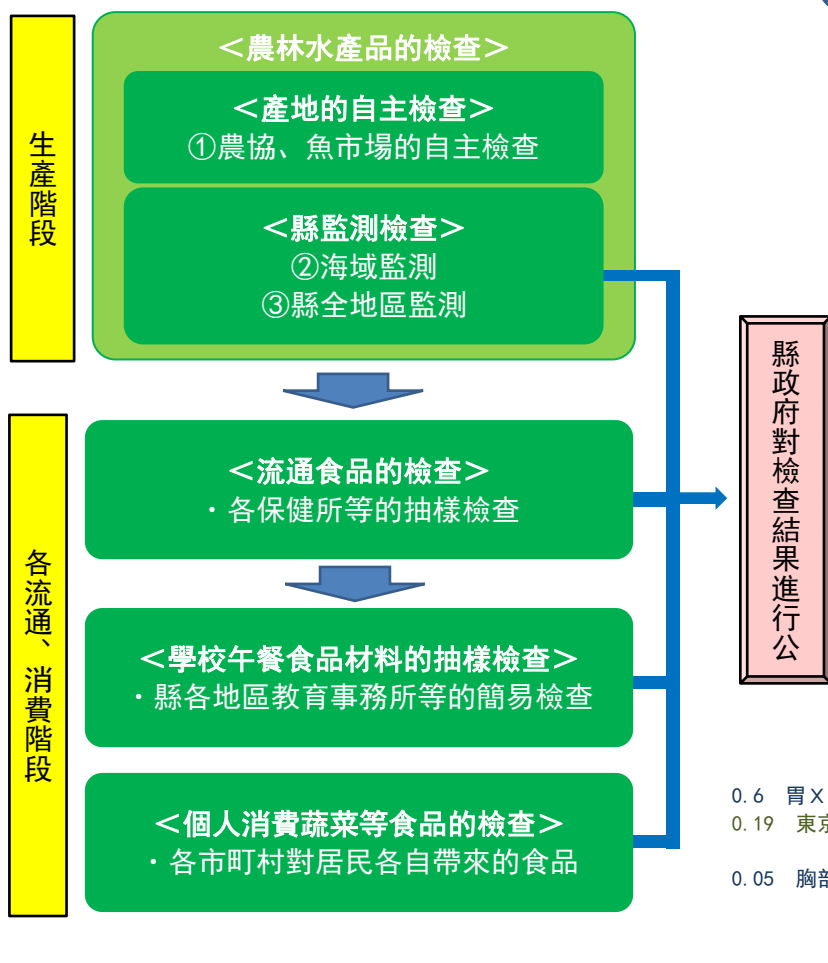 生產階段
＜農林水產品的檢查＞
＜產地的自主檢查＞
①農協、魚市場的自主檢查
＜縣監測檢查＞
②海域監測
③縣全地區監測
各流通、消費階段
＜流通食品的檢查＞
・各保健所等的抽樣檢查
＜學校午餐食品材料的抽樣檢查＞
・縣各地區教育事務所等的簡易檢查
＜個人消費蔬菜等食品的檢查＞
・各市町村對居民各自帶來的食品
縣政府對檢查結果進行公
0.6 胃X
0.19 東京
0.05 胸部